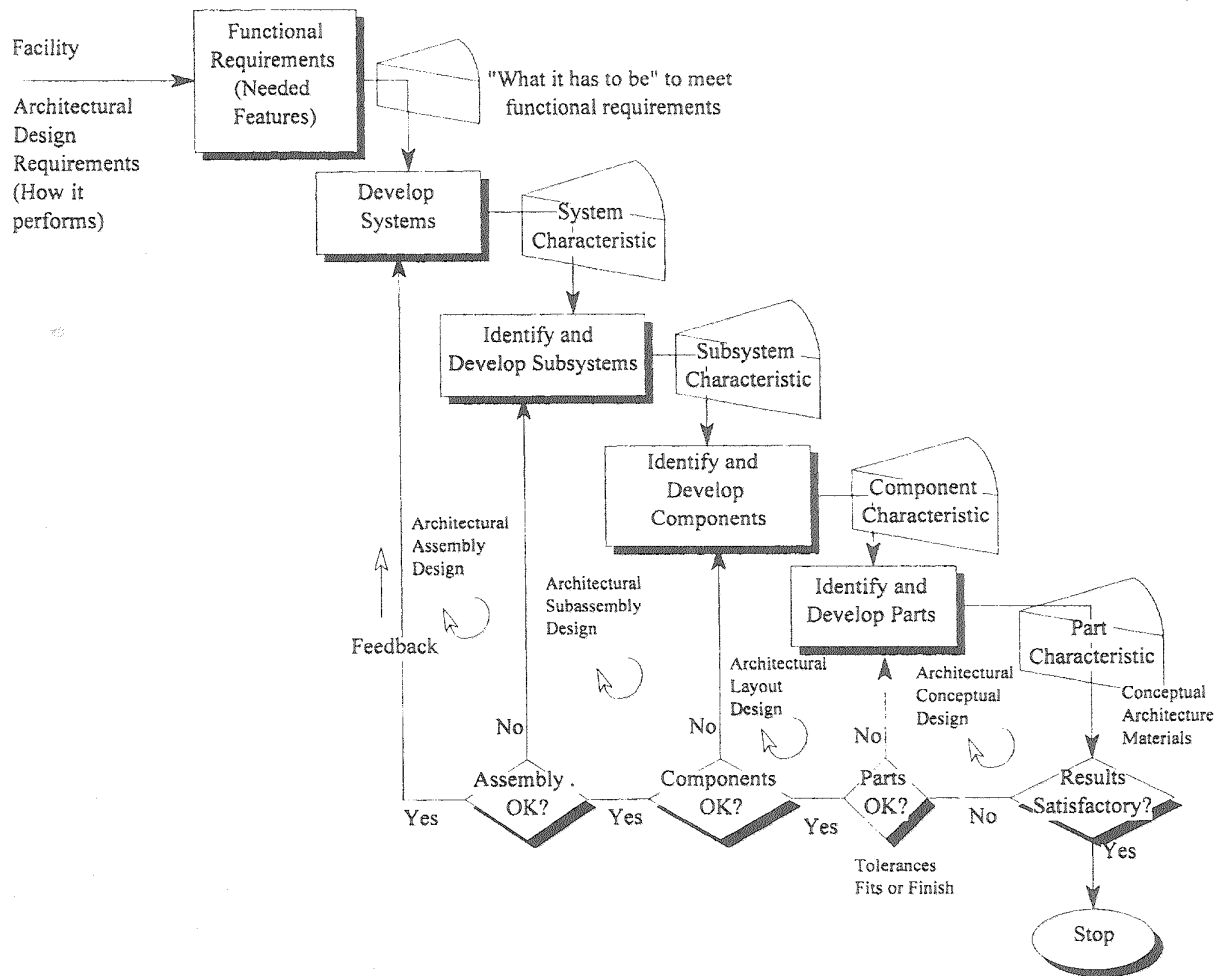 Facility
Architectural
Design
Requirements
(How it
performs)
Functional
Requirements
(Needed
Features)
"What it has to be" to meet
functional requirements
Develop
Systems
System
Characteristic
Identify and
Develop Subsystems
Subsystem
Characteristic
Identify and
Develop
Components
Component
Characteristic
Identify and
Develop Parts
Part
Characteristic
Conceptual
Architecture
Materials
Architectural
Assembly
Design
Feedback
Architectural
Subassembly
Design
Architectural
Layout
Design
Architectural
Conceptual
Design
No
No
No
Assembly
OK?
Components
OK?
Parts
OK?
Results
Satisfactory?
Yes
Yes
Yes
No
Yes
Tolerances
Fits or Finish
Stop